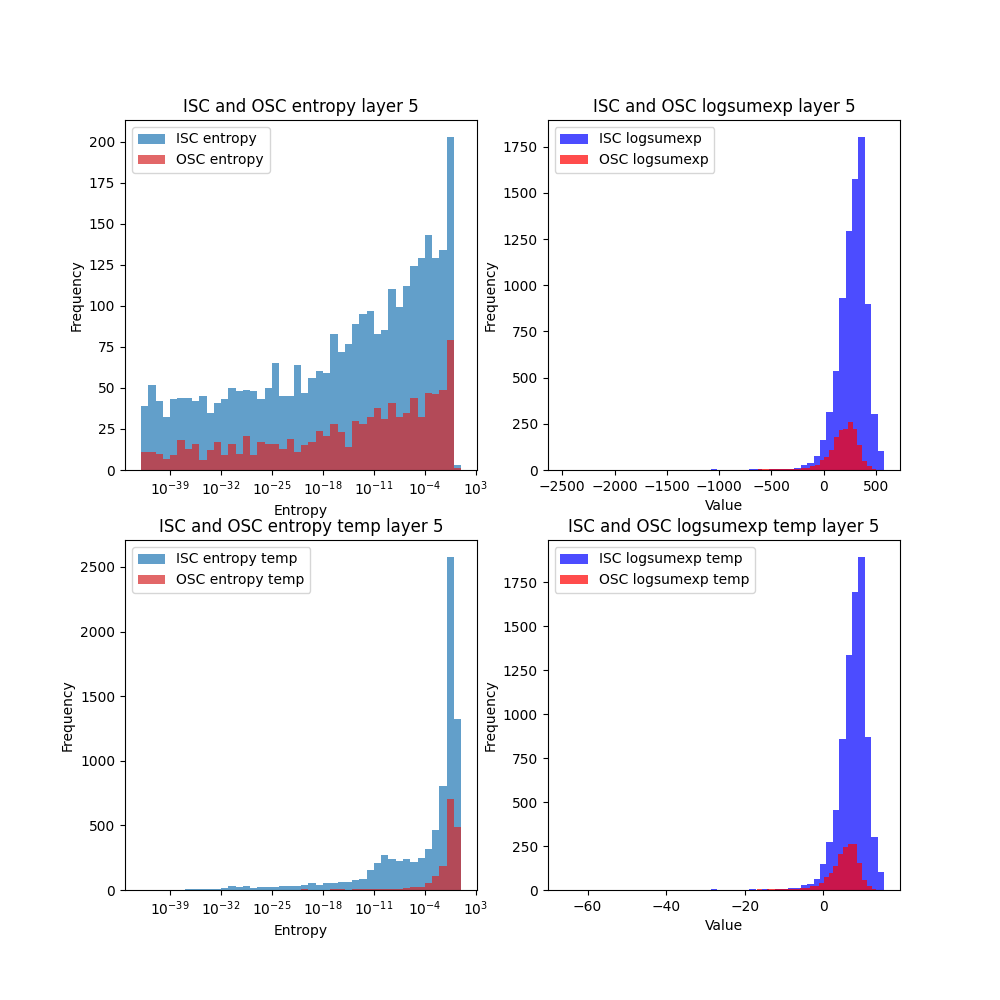 ISC and OSC entropy layer 5
ISC entropy
OSC entropy
200
175
150
125
100
75
50
25
0
Frequency
10⁻³⁹ 10⁻³² 10⁻²⁵ 10⁻¹⁸ 10⁻¹¹ 10⁻⁴ 10³
Entropy
ISC and OSC logsumexp layer 5
ISC logsumexp
OSC logsumexp
1750
1500
1250
1000
750
500
250
0
Frequency
−2500 −2000 −1500 −1000 −500 0 500
Value
ISC and OSC entropy temp layer 5
ISC entropy temp
OSC entropy temp
2500
2000
1500
1000
500
0
Frequency
10⁻³⁹ 10⁻³² 10⁻²⁵ 10⁻¹⁸ 10⁻¹¹ 10⁻⁴ 10³
Entropy
ISC and OSC logsumexp temp layer 5
ISC logsumexp temp
OSC logsumexp temp
1750
1500
1250
1000
750
500
250
0
Frequency
−60 −40 −20 0
Value